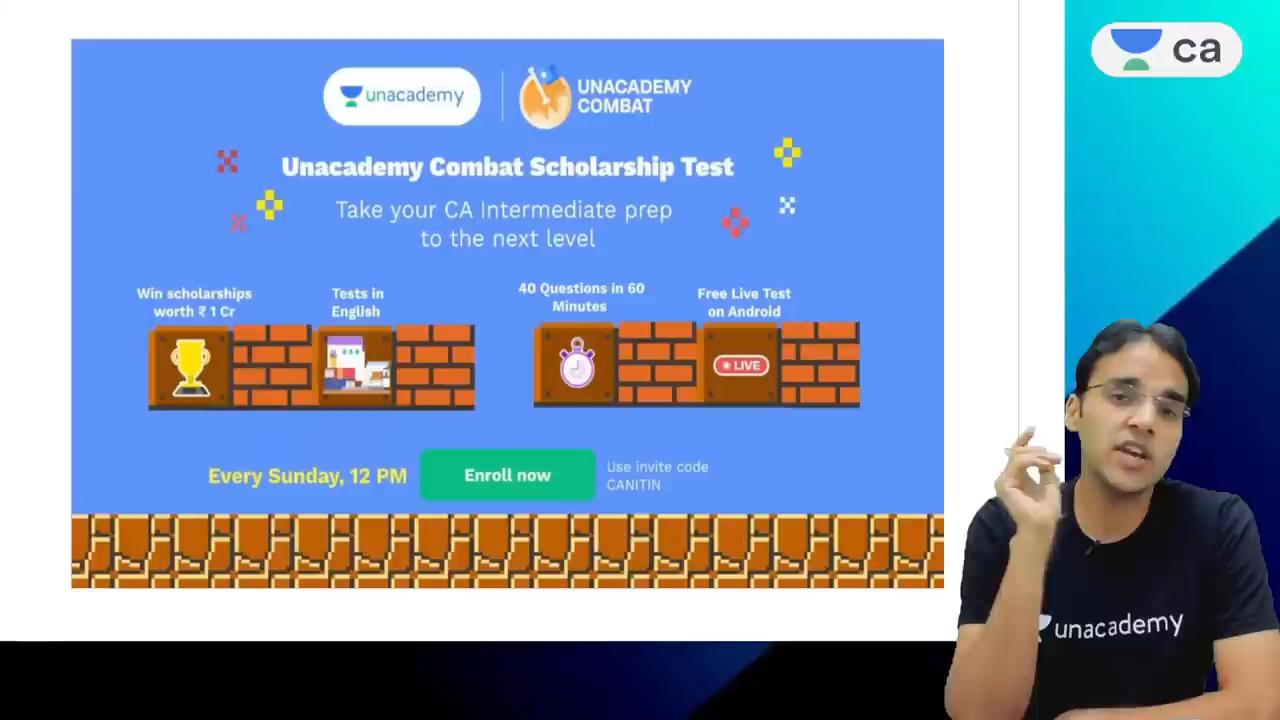 unacademy
UNACADEMY
COMBAT
Unacademy Combat Scholarship Test
Take your CA Intermediate prep
to the next level
Win scholarships
worth ₹ 1 Cr
Tests in
English
40 Questions in 60
Minutes
Free Live Test
on Android
LIVE
Every Sunday, 12 PM
Enroll now
Use invite code
CANITIN
ca
unacademy